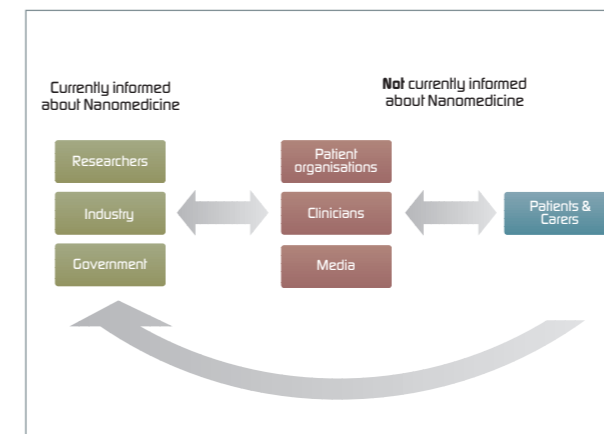 Currently informed
about Nanomedicine
Not currently informed
about Nanomedicine
Researchers
Industry
Government
Patient
organisations
Clinicians
Media
Patients &
Carers